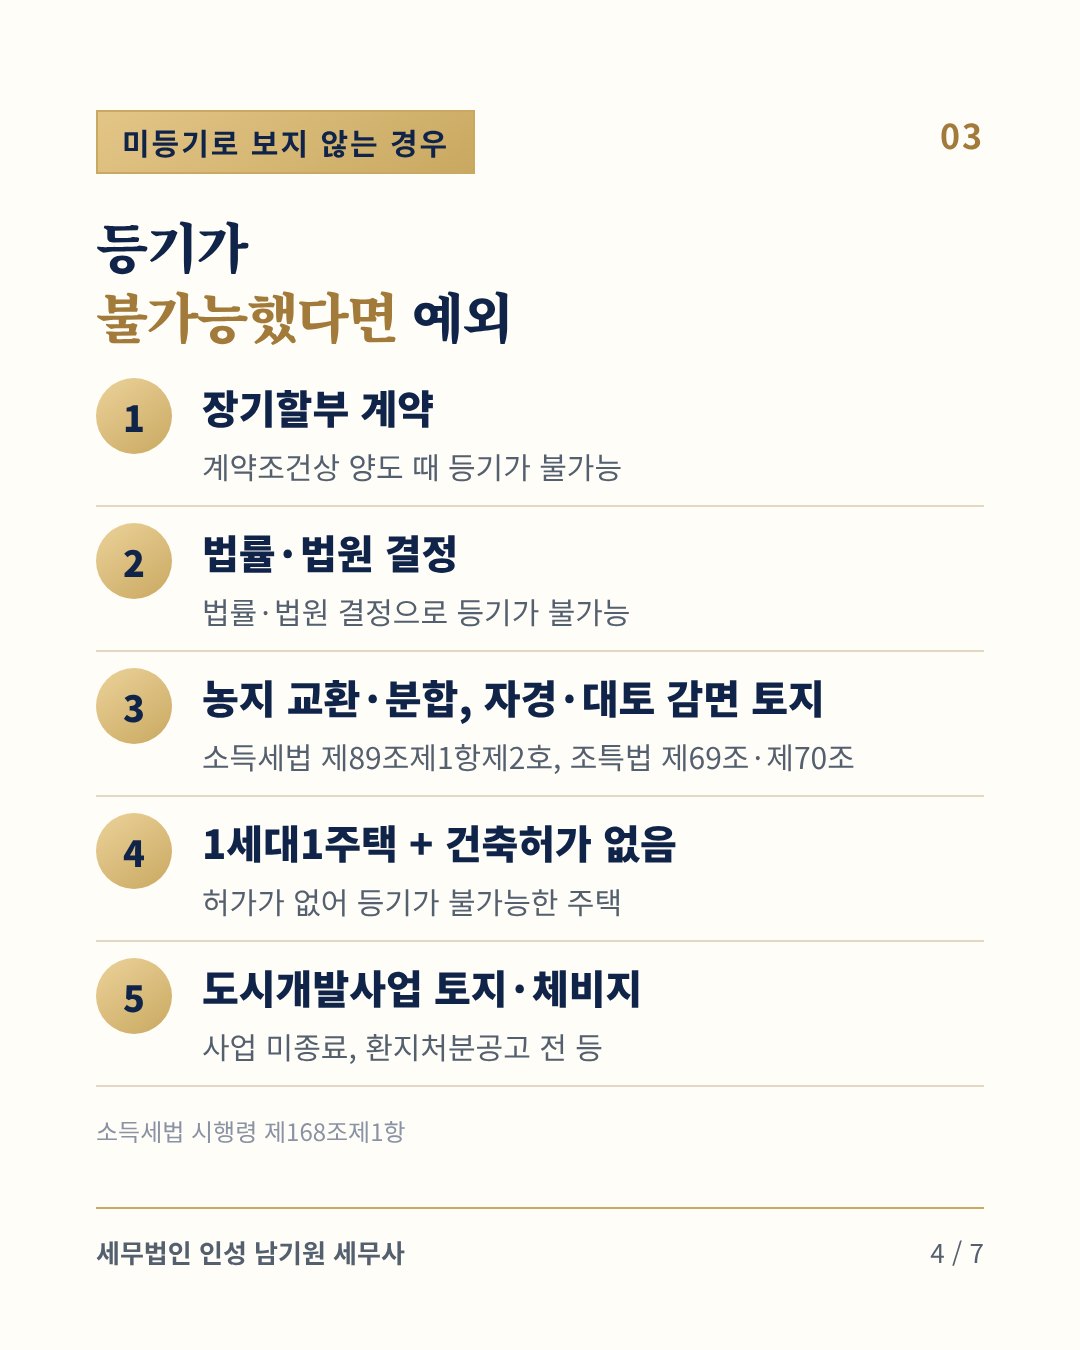 미등기로 보지 않는 경우
03
등기가
불가능했다면 예외
1
장기할부 계약
계약조건상 양도 때 등기가 불가능
2
법률·법원 결정
법률·법원 결정으로 등기가 불가능
3
농지 교환·분합, 자경·대토 감면 토지
소득세법 제89조제1항제2호, 조특법 제69조·제70조
4
1세대1주택 + 건축허가 없음
허가가 없어 등기가 불가능한 주택
5
도시개발사업 토지·체비지
사업 미종료, 환지처분공고 전 등
소득세법 시행령 제168조제1항
세무법인 인성 남기원 세무사
4 / 7